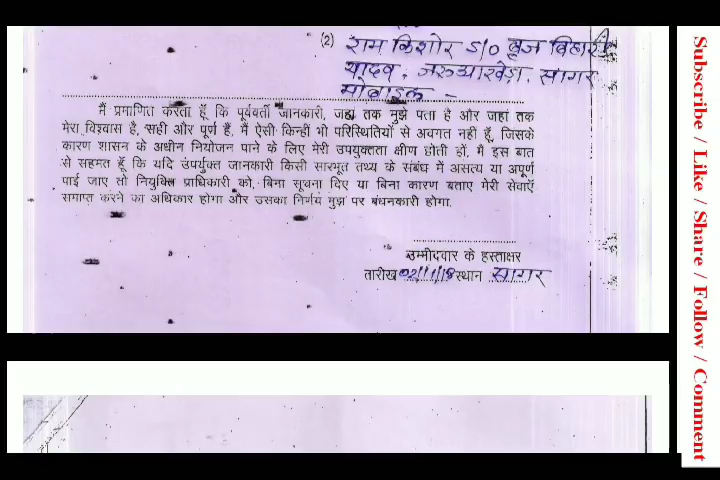 (2) राम किशोर S/O बृज बिहारी
यादव, जरुआखेड़ा, सागर
मोबाइल -
मैं प्रमाणित करता हूँ कि पूर्ववर्ती जानकारी, जहां तक मुझे पता है और जहां तक
मेरा विश्वास है, सही और पूर्ण हैं, मैं ऐसी किन्हीं भी परिस्थितियों से अवगत नहीं हूँ, जिसके
कारण शासन के अधीन नियोजन पाने के लिए मेरी उपयुक्तता क्षीण होती हों, मैं इस बात
से सहमत हूँ कि यदि उपर्युक्त जानकारी किसी सारभूत तथ्य के संबंध में असत्य या अपूर्ण
पाई जाए तो नियुक्ति प्राधिकारी को, बिना सूचना दिए या बिना कारण बताए मेरी सेवाऐं
समाप्त करने का अधिकार होगा और उसका निर्णय मुझ पर बंधनकारी होगा.
उम्मीदवार के हस्ताक्षर
तारीख 02/1/18 स्थान सागर
Subscribe / Like / Share / Follow / Comment